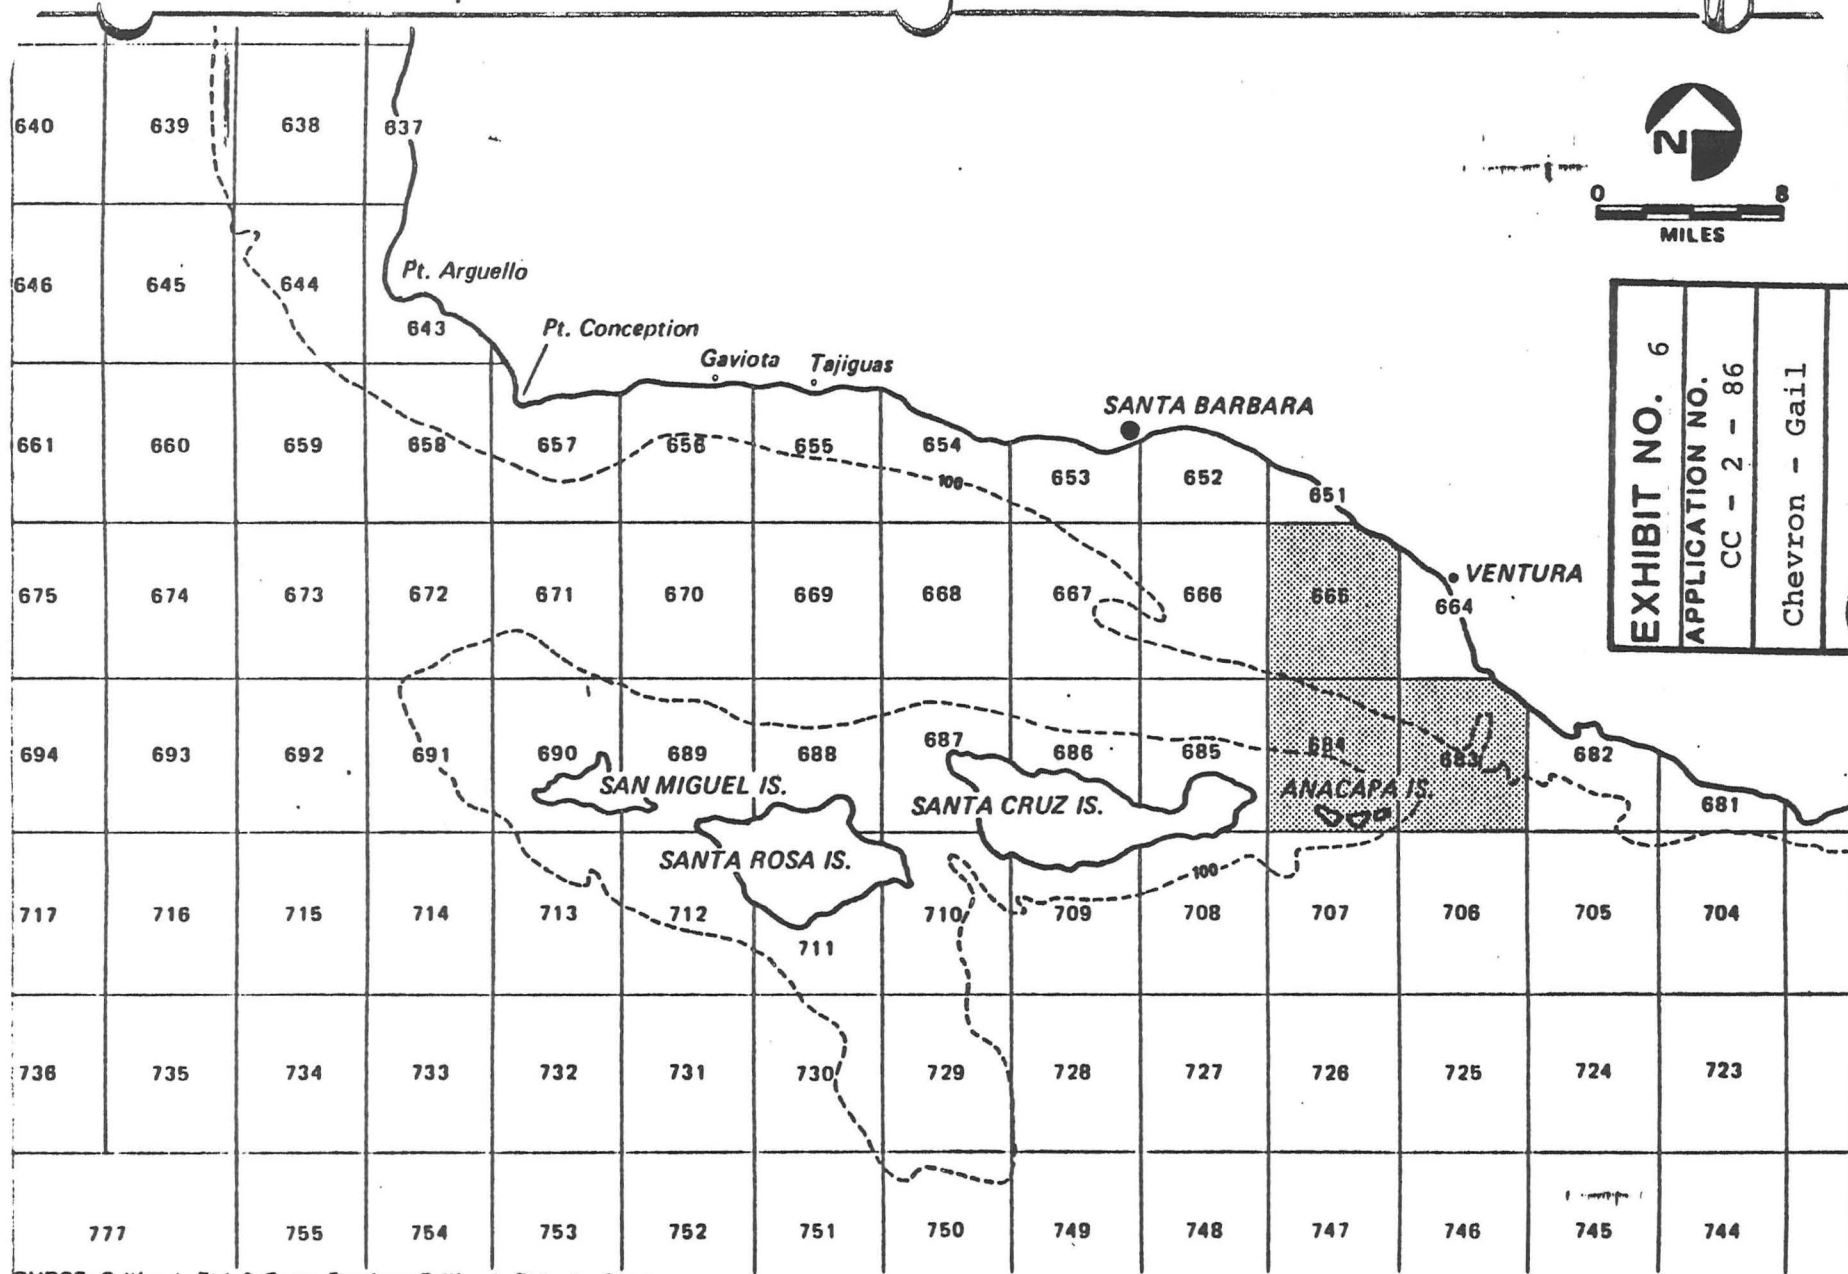 640 639 638 637
0 8
N
MILES
646 645 644 Pt. Arguello
643 Pt. Conception
Gaviota Tajiguas
EXHIBIT NO. 6
APPLICATION NO.
CC - 2 - 86
Chevron - Gail
SANTA BARBARA
661 660 659 658 657 656 655 654
100 653 652 651
675 674 673 672 671 670 669 668 667 666 665 664
VENTURA
694 693 692 691 690 689 688 687 686 685 684 683 682
SAN MIGUEL IS. SANTA CRUZ IS. ANACAPA IS. 681
SANTA ROSA IS.
100
717 716 715 714 713 712 711 710 709 708 707 706 705 704
736 735 734 733 732 731 730 729 728 727 726 725 724 723
777 755 754 753 752 751 750 749 748 747 746 745 744